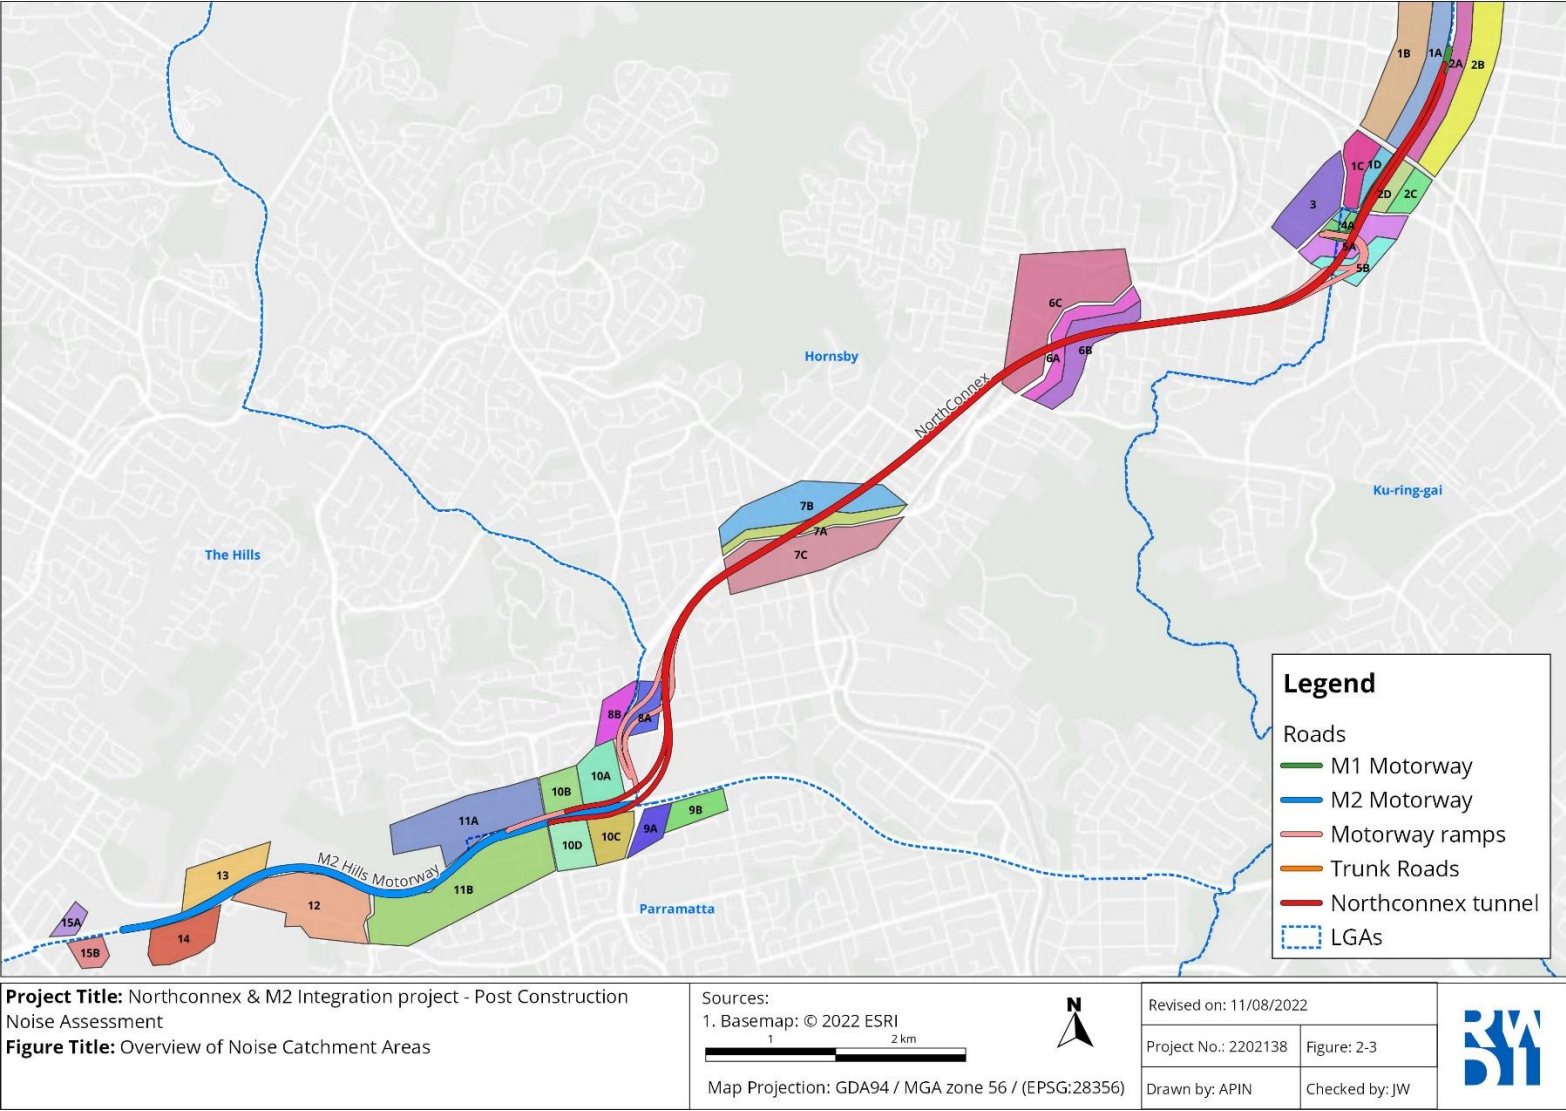 1B
1A
2A
2B
1C
1D
2D
2C
3
4A
5A
5B
6C
6A
6B
Hornsby
NorthConnex
Ku-ring-gai
7B
7A
7C
The Hills
8B
8A
10A
10B
11A
9B
9A
10C
10D
M2 Hills Motorway
13
11B
12
Parramatta
15A
14
15B
Legend
Roads
M1 Motorway
M2 Motorway
Motorway ramps
Trunk Roads
Northconnex tunnel
LGAs
Project Title: Northconnex & M2 Integration project - Post Construction
Noise Assessment
Figure Title: Overview of Noise Catchment Areas
Sources:
1. Basemap: © 2022 ESRI
1 2 km
Map Projection: GDA94 / MGA zone 56 / (EPSG:28356)
N
Revised on: 11/08/2022
Project No.: 2202138 Figure: 2-3
Drawn by: APIN Checked by: JW
RWDI